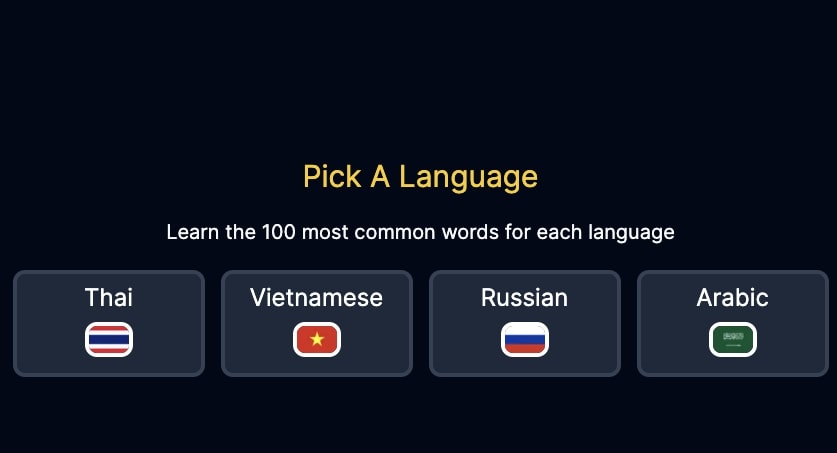 Pick A Language
Learn the 100 most common words for each language
Thai
Vietnamese
Russian
Arabic